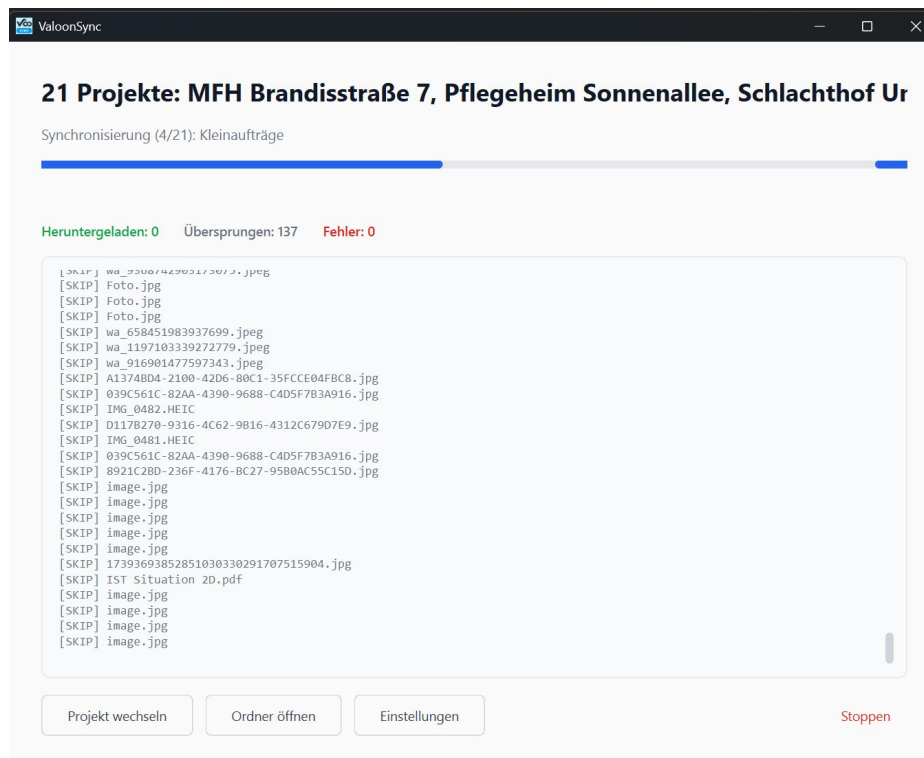 ValoonSync
21 Projekte: MFH Brandisstraße 7, Pflegeheim Sonnenallee, Schlachthof
Synchronisierung (4/21): Kleinaufträge
Heruntergeladen: 0 Übersprungen: 137 Fehler: 0
[SKIP] wa_9368742903173075.jpeg
[SKIP] Foto.jpg
[SKIP] Foto.jpg
[SKIP] Foto.jpg
[SKIP] wa_658451983937699.jpeg
[SKIP] wa_1197103339272779.jpeg
[SKIP] wa_916901477597343.jpeg
[SKIP] A1374BD4-2100-42D6-80C1-35FCCE04FBC8.jpg
[SKIP] 039C561C-82AA-4390-9688-C4D5F7B3A916.jpg
[SKIP] IMG_0482.HEIC
[SKIP] D117B270-9316-4C62-9B16-4312C679D7E9.jpg
[SKIP] IMG_0481.HEIC
[SKIP] 039C561C-82AA-4390-9688-C4D5F7B3A916.jpg
[SKIP] 8921C2BD-236F-4176-BC27-95B0AC55C15D.jpg
[SKIP] image.jpg
[SKIP] image.jpg
[SKIP] image.jpg
[SKIP] image.jpg
[SKIP] image.jpg
[SKIP] 17393693852851030330291707515904.jpg
[SKIP] IST Situation 2D.pdf
[SKIP] image.jpg
[SKIP] image.jpg
[SKIP] image.jpg
[SKIP] image.jpg
Projekt wechseln
Ordner öffnen
Einstellungen
Stoppen